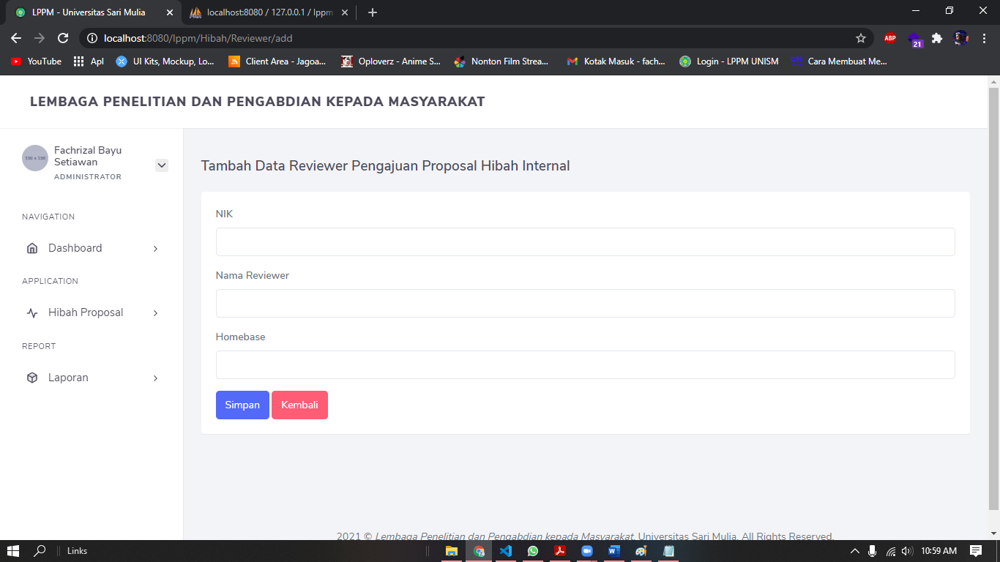 LPPM - Universitas Sari Mulia
localhost:8080 / 127.0.0.1 / lppm
localhost:8080/lppm/Hibah/Reviewer/add
ABP
21
YouTube
Apl
UI Kits, Mockup, Lo...
Client Area - Jagoa...
Oploverz - Anime S...
Nonton Film Strea...
Kotak Masuk - fach...
Login - LPPM UNISM
Cara Membuat Me...
LEMBAGA PENELITIAN DAN PENGABDIAN KEPADA MASYARAKAT
150 x 150
Fachrizal Bayu
Setiawan
ADMINISTRATOR
NAVIGATION
Dashboard
APPLICATION
Hibah Proposal
REPORT
Laporan
Tambah Data Reviewer Pengajuan Proposal Hibah Internal
NIK
Nama Reviewer
Homebase
Simpan
Kembali
2021 © Lembaga Penelitian dan Pengabdian kepada Masyarakat, Universitas Sari Mulia. All Rights Reserved.
Links
10:59 AM